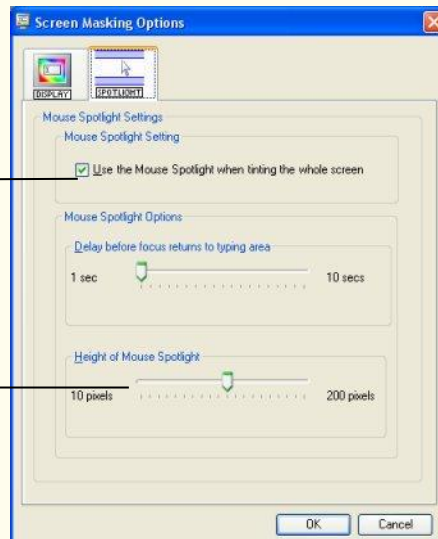 Screen Masking Options
DISPLAY
SPOTLIGHT
Mouse Spotlight Settings
Mouse Spotlight Setting
Use the Mouse Spotlight when tinting the whole screen
Mouse Spotlight Options
Delay before focus returns to typing area
1 sec
10 secs
Height of Mouse Spotlight
10 pixels
200 pixels
OK
Cancel